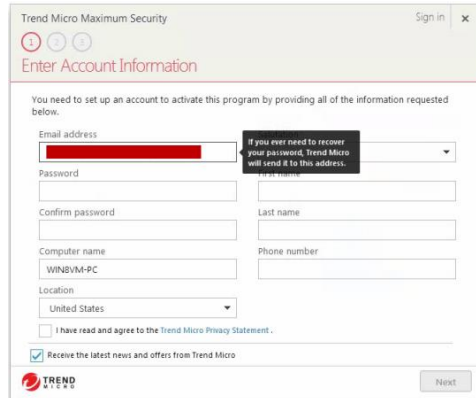 Trend Micro Maximum Security
Sign in
1 2 3
Enter Account Information
You need to set up an account to activate this program by providing all of the information requested
below.
Email address
If you ever need to recover
your password, Trend Micro
will send it to this address.
Password
First name
Confirm password
Last name
Computer name
Phone number
WIN8VM-PC
Location
United States
I have read and agree to the Trend Micro Privacy Statement .
Receive the latest news and offers from Trend Micro
TREND
MICRO
Next